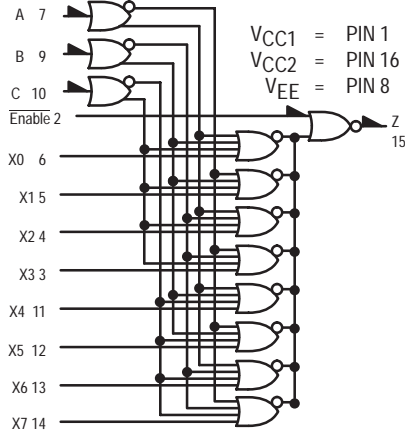 A 7
VCC1 = PIN 1
B 9
VCC2 = PIN 16
C 10
VEE = PIN 8
Enable 2
Z
15
X0 6
X1 5
X2 4
X3 3
X4 11
X5 12
X6 13
X7 14